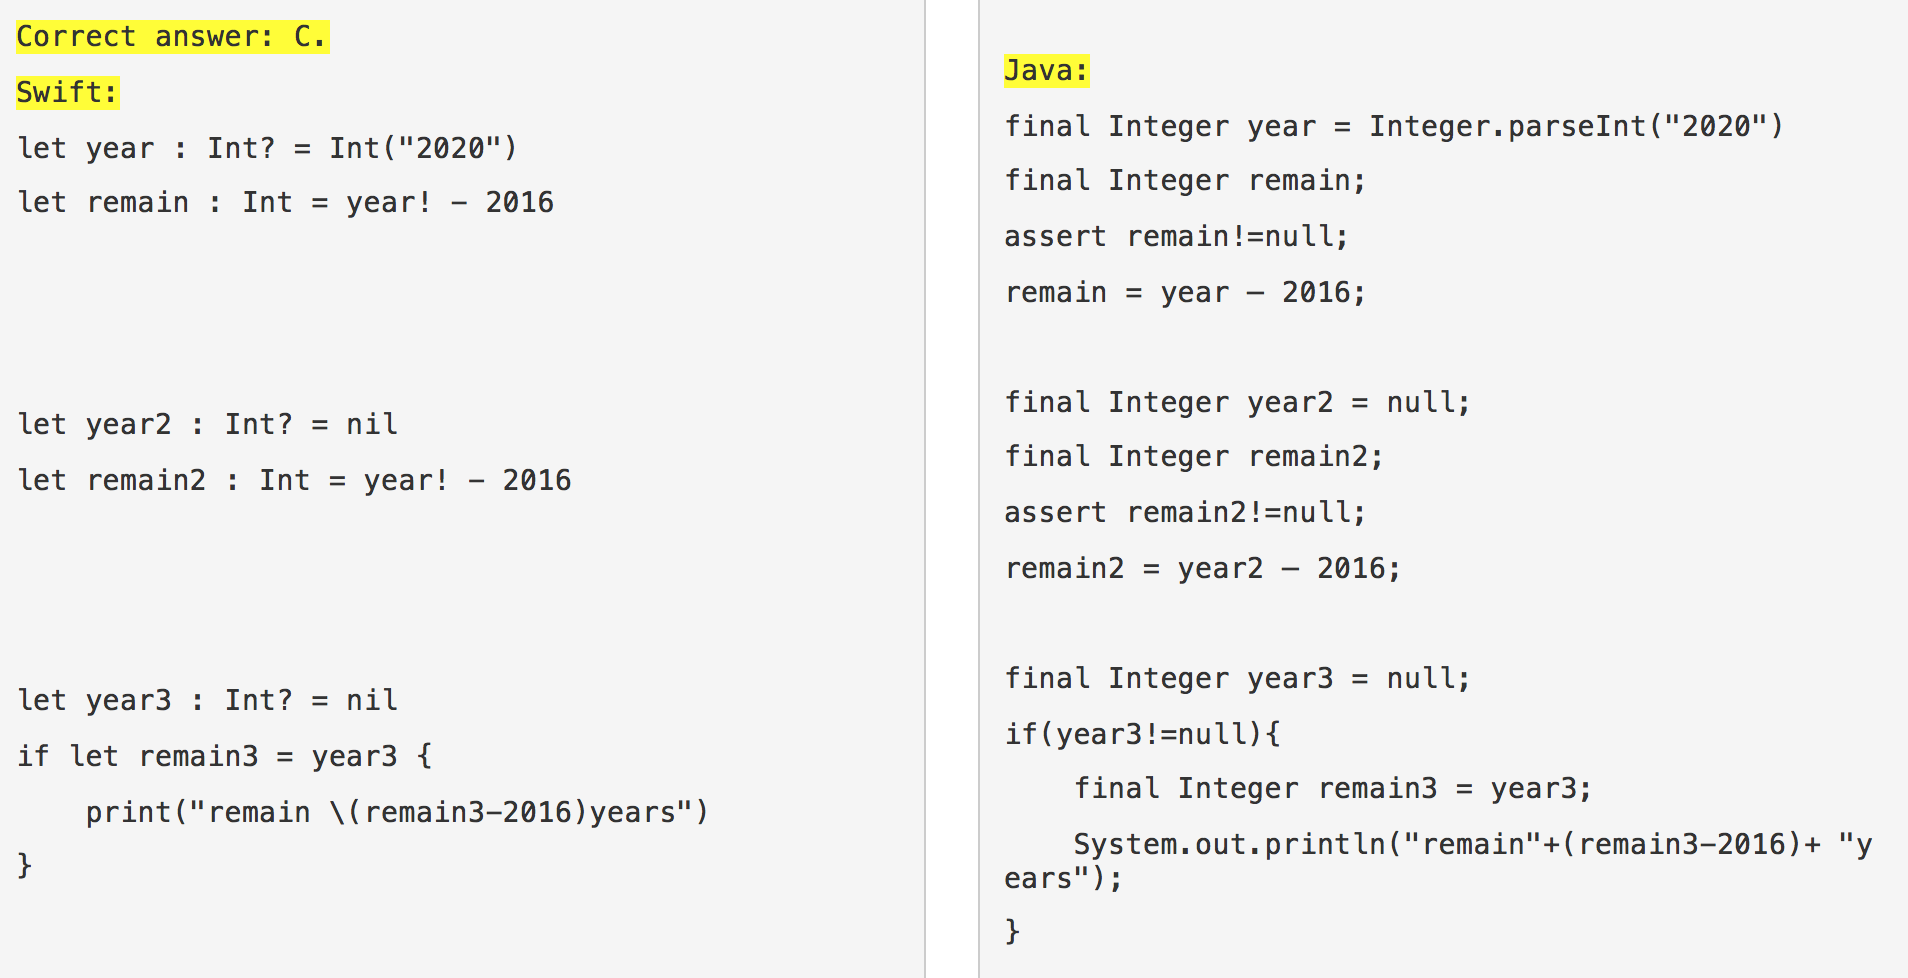 Correct answer: C.
Swift:
let year : Int? = Int("2020")
let remain : Int = year! - 2016
let year2 : Int? = nil
let remain2 : Int = year! - 2016
let year3 : Int? = nil
if let remain3 = year3 {
    print("remain \(remain3-2016)years")
}
Java:
final Integer year = Integer.parseInt("2020")
final Integer remain;
assert remain!=null;
remain = year – 2016;
final Integer year2 = null;
final Integer remain2;
assert remain2!=null;
remain2 = year2 – 2016;
final Integer year3 = null;
if(year3!=null){
    final Integer remain3 = year3;
    System.out.println("remain"+(remain3-2016)+ "y
ears");
}